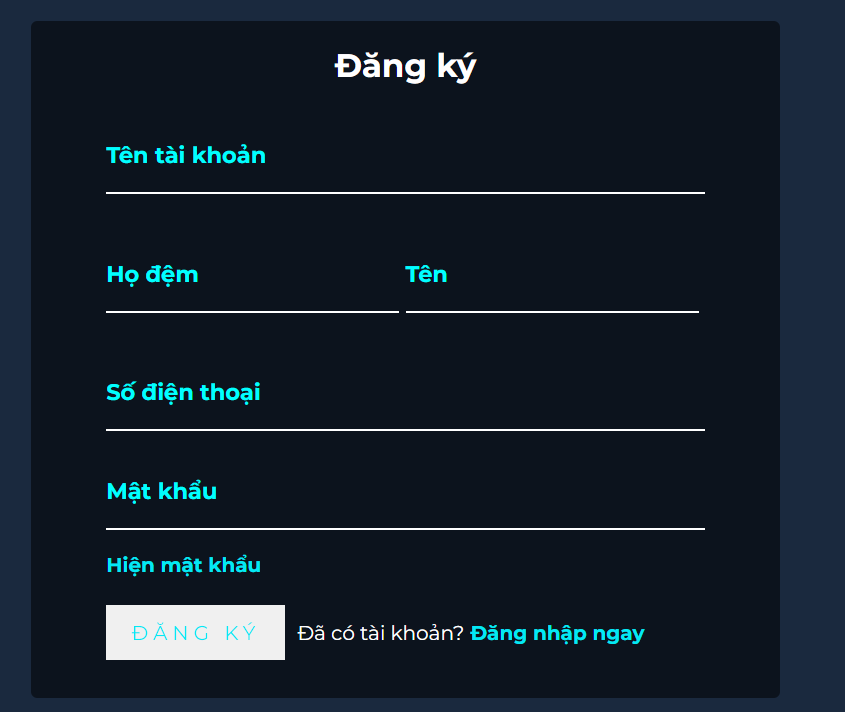 Đăng ký
Tên tài khoản
Họ đệm Tên
Số điện thoại
Mật khẩu
Hiện mật khẩu
ĐĂNG KÝ Đã có tài khoản? Đăng nhập ngay